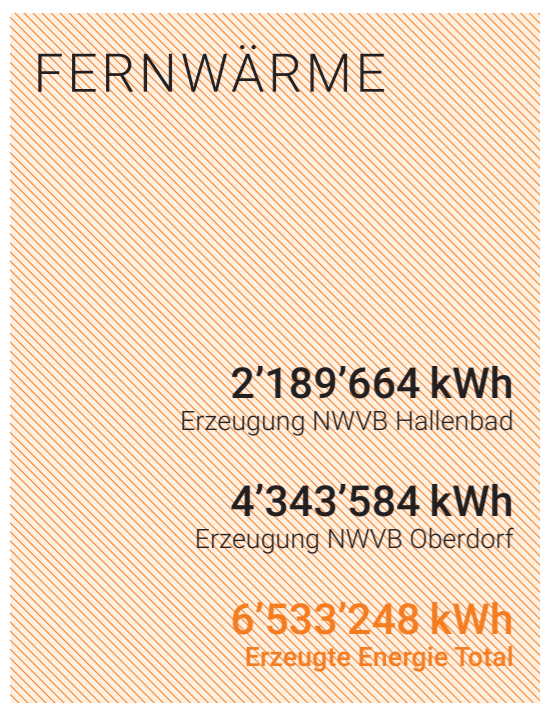 FERNWÄRME
2’189’664 kWh
Erzeugung NWVB Hallenbad
4’343’584 kWh
Erzeugung NWVB Oberdorf
6’533’248 kWh
Erzeugte Energie Total